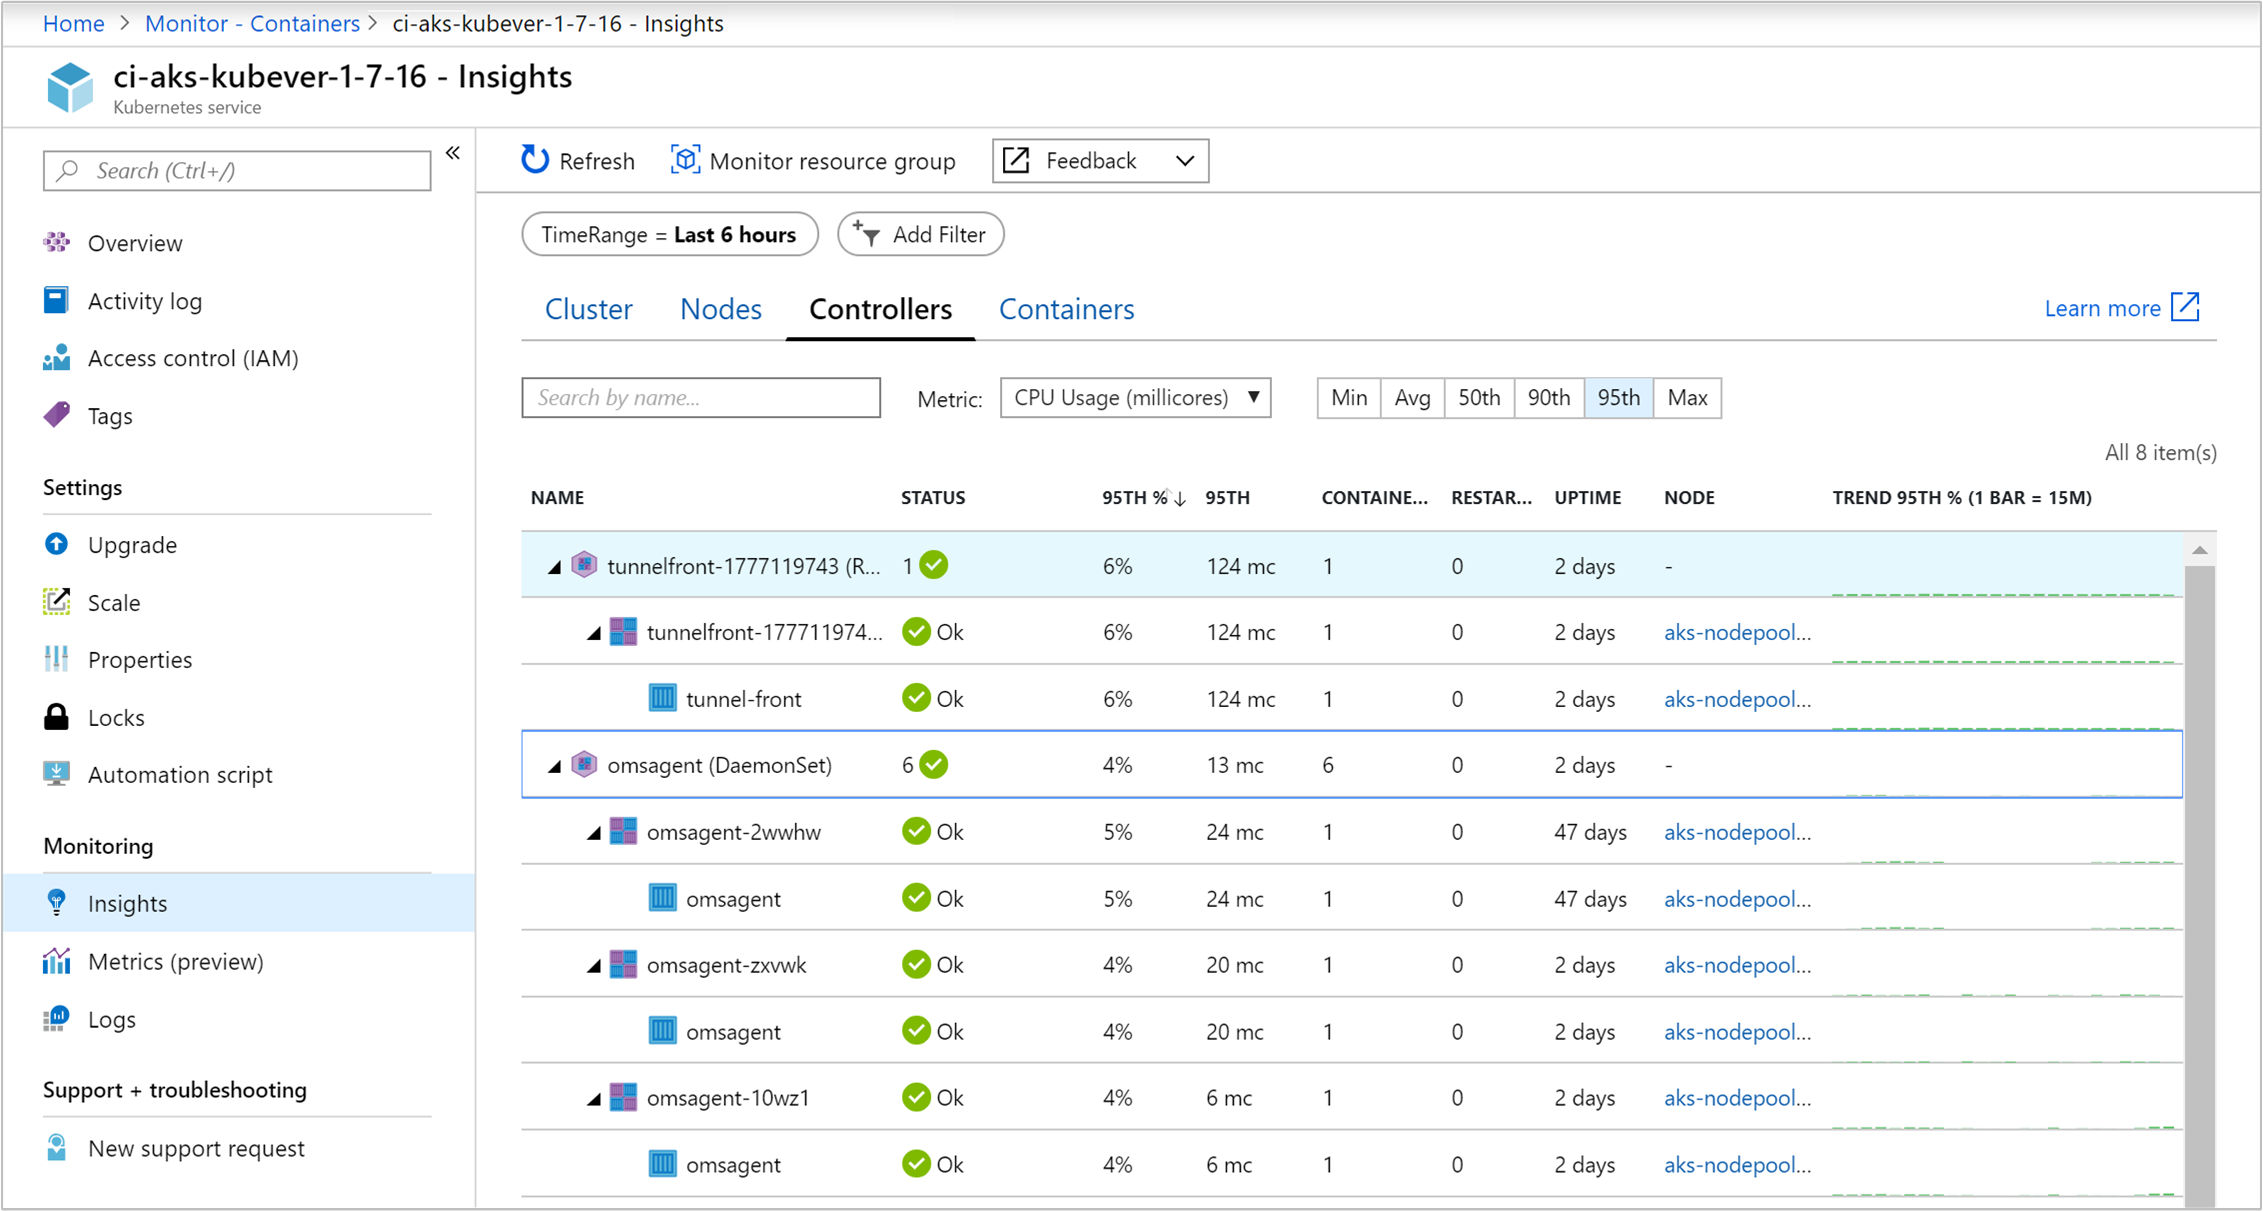 Home > Monitor - Containers > ci-aks-kubever-1-7-16 - Insights
ci-aks-kubever-1-7-16 - Insights
Kubernetes service
Search (Ctrl+/)
«
Overview
Activity log
Access control (IAM)
Tags
Settings
Upgrade
Scale
Properties
Locks
Automation script
Monitoring
Insights
Metrics (preview)
Logs
Support + troubleshooting
New support request
Refresh Monitor resource group Feedback
TimeRange = Last 6 hours Add Filter
Cluster Nodes Controllers Containers Learn more
Search by name... Metric: CPU Usage (millicores) Min Avg 50th 90th 95th Max
All 8 item(s)
NAME STATUS 95TH % ↓ 95TH CONTAINE... RESTAR... UPTIME NODE TREND 95TH % (1 BAR = 15M)
tunnelfront-1777119743 (R... 1 6% 124 mc 1 0 2 days -
tunnelfront-177711974... Ok 6% 124 mc 1 0 2 days aks-nodepool...
tunnel-front Ok 6% 124 mc 1 0 2 days aks-nodepool...
omsagent (DaemonSet) 6 4% 13 mc 6 0 2 days -
omsagent-2wwhw Ok 5% 24 mc 1 0 47 days aks-nodepool...
omsagent Ok 5% 24 mc 1 0 47 days aks-nodepool...
omsagent-zxvwk Ok 4% 20 mc 1 0 2 days aks-nodepool...
omsagent Ok 4% 20 mc 1 0 2 days aks-nodepool...
omsagent-10wz1 Ok 4% 6 mc 1 0 2 days aks-nodepool...
omsagent Ok 4% 6 mc 1 0 2 days aks-nodepool...